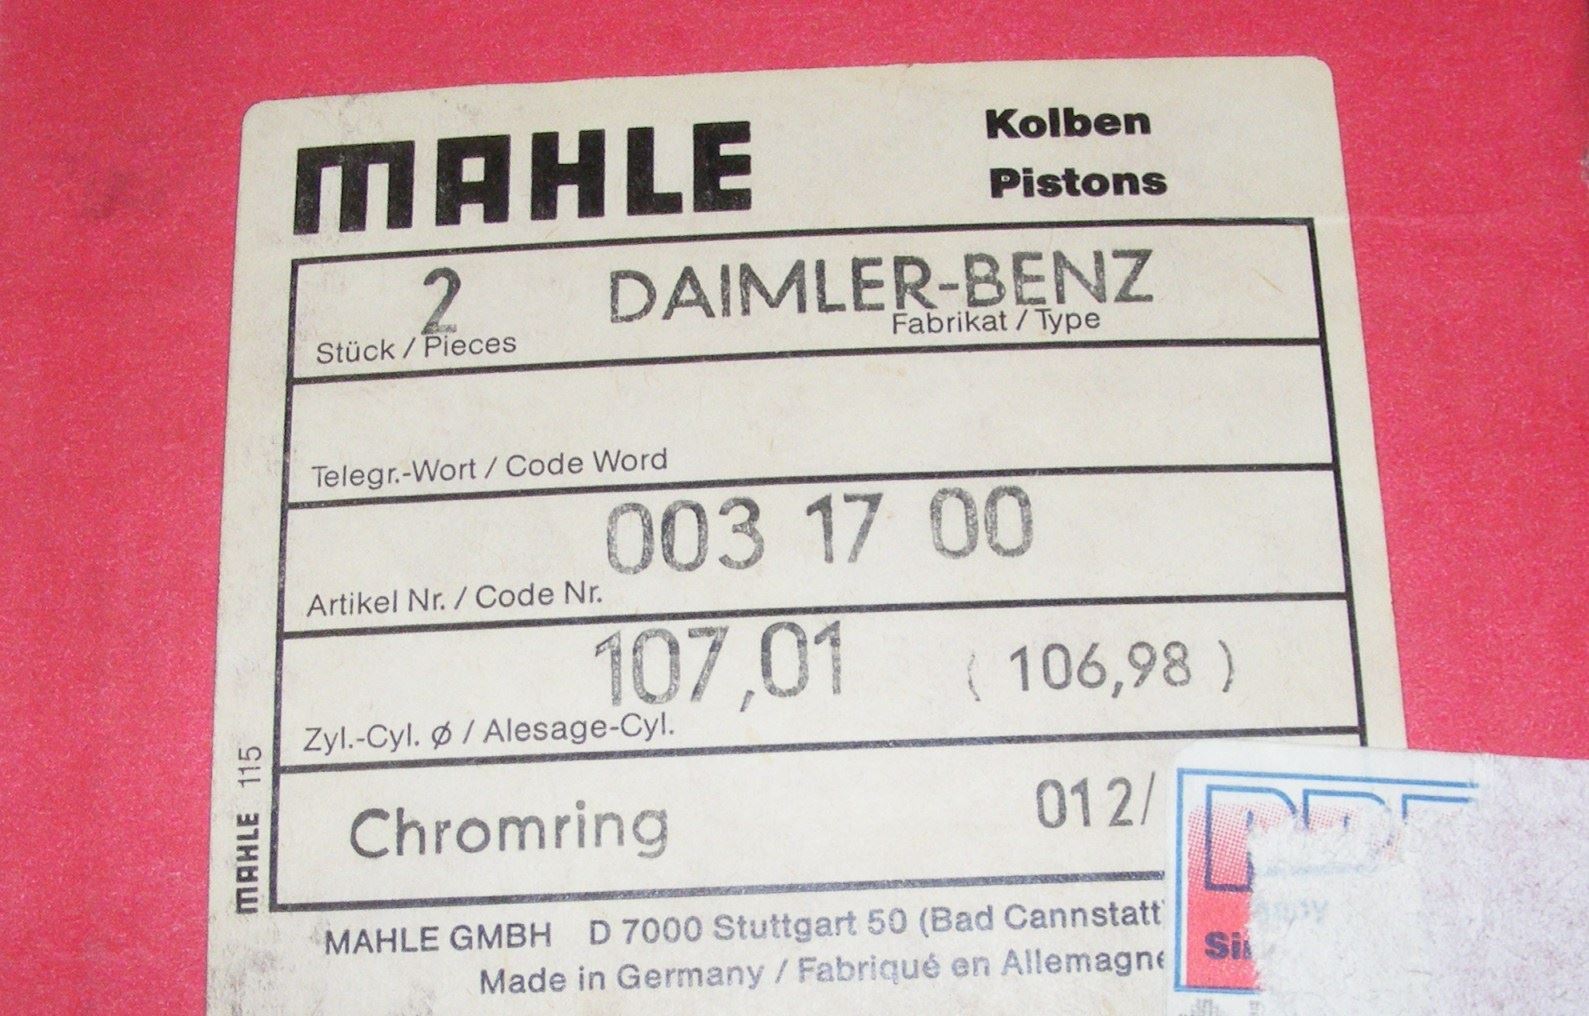 MAHLE
Kolben
Pistons
2 DAIMLER-BENZ
Stück / Pieces Fabrikat / Type
Telegr.-Wort / Code Word
003 17 00
Artikel Nr. / Code Nr.
107,01 ( 106,98 )
Zyl.-Cyl. ø / Alesage-Cyl.
Chromring 012/
MAHLE 115
MAHLE GMBH D 7000 Stuttgart 50 (Bad Cannstatt
Made in Germany / Fabriqué en Allemagne